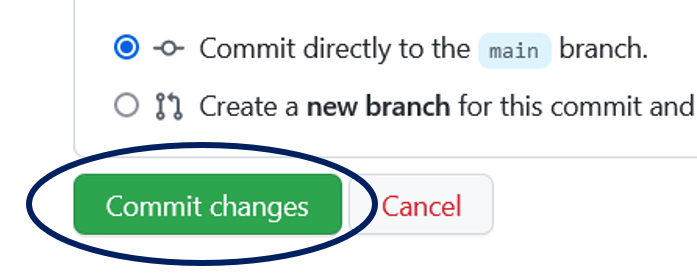 Commit directly to the main branch.
Create a new branch for this commit and
Commit changes Cancel